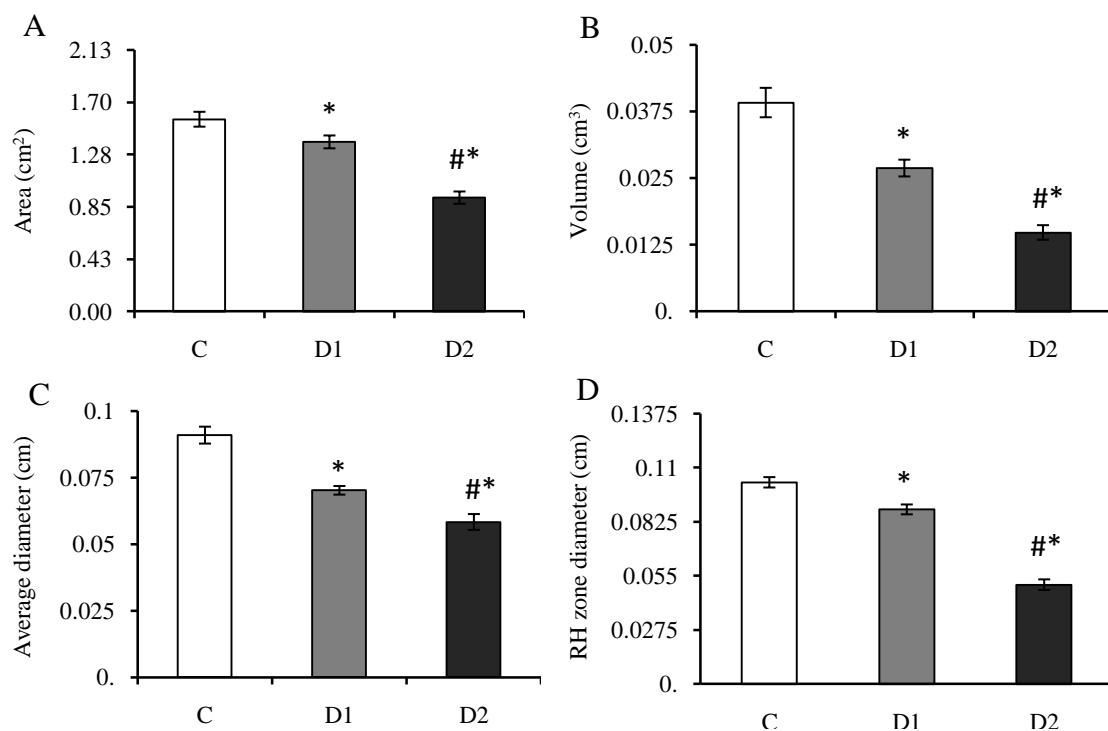 A
Area (cm²)
2.13
1.70
1.28
0.85
0.43
0.00
*
#*
C D1 D2
B
Volume (cm³)
0.05
0.0375
0.025
0.0125
0.
*
#*
C D1 D2
C
Average diameter (cm)
0.1
0.075
0.05
0.025
0.
*
#*
C D1 D2
D
RH zone diameter (cm)
0.1375
0.11
0.0825
0.055
0.0275
0.
*
#*
C D1 D2